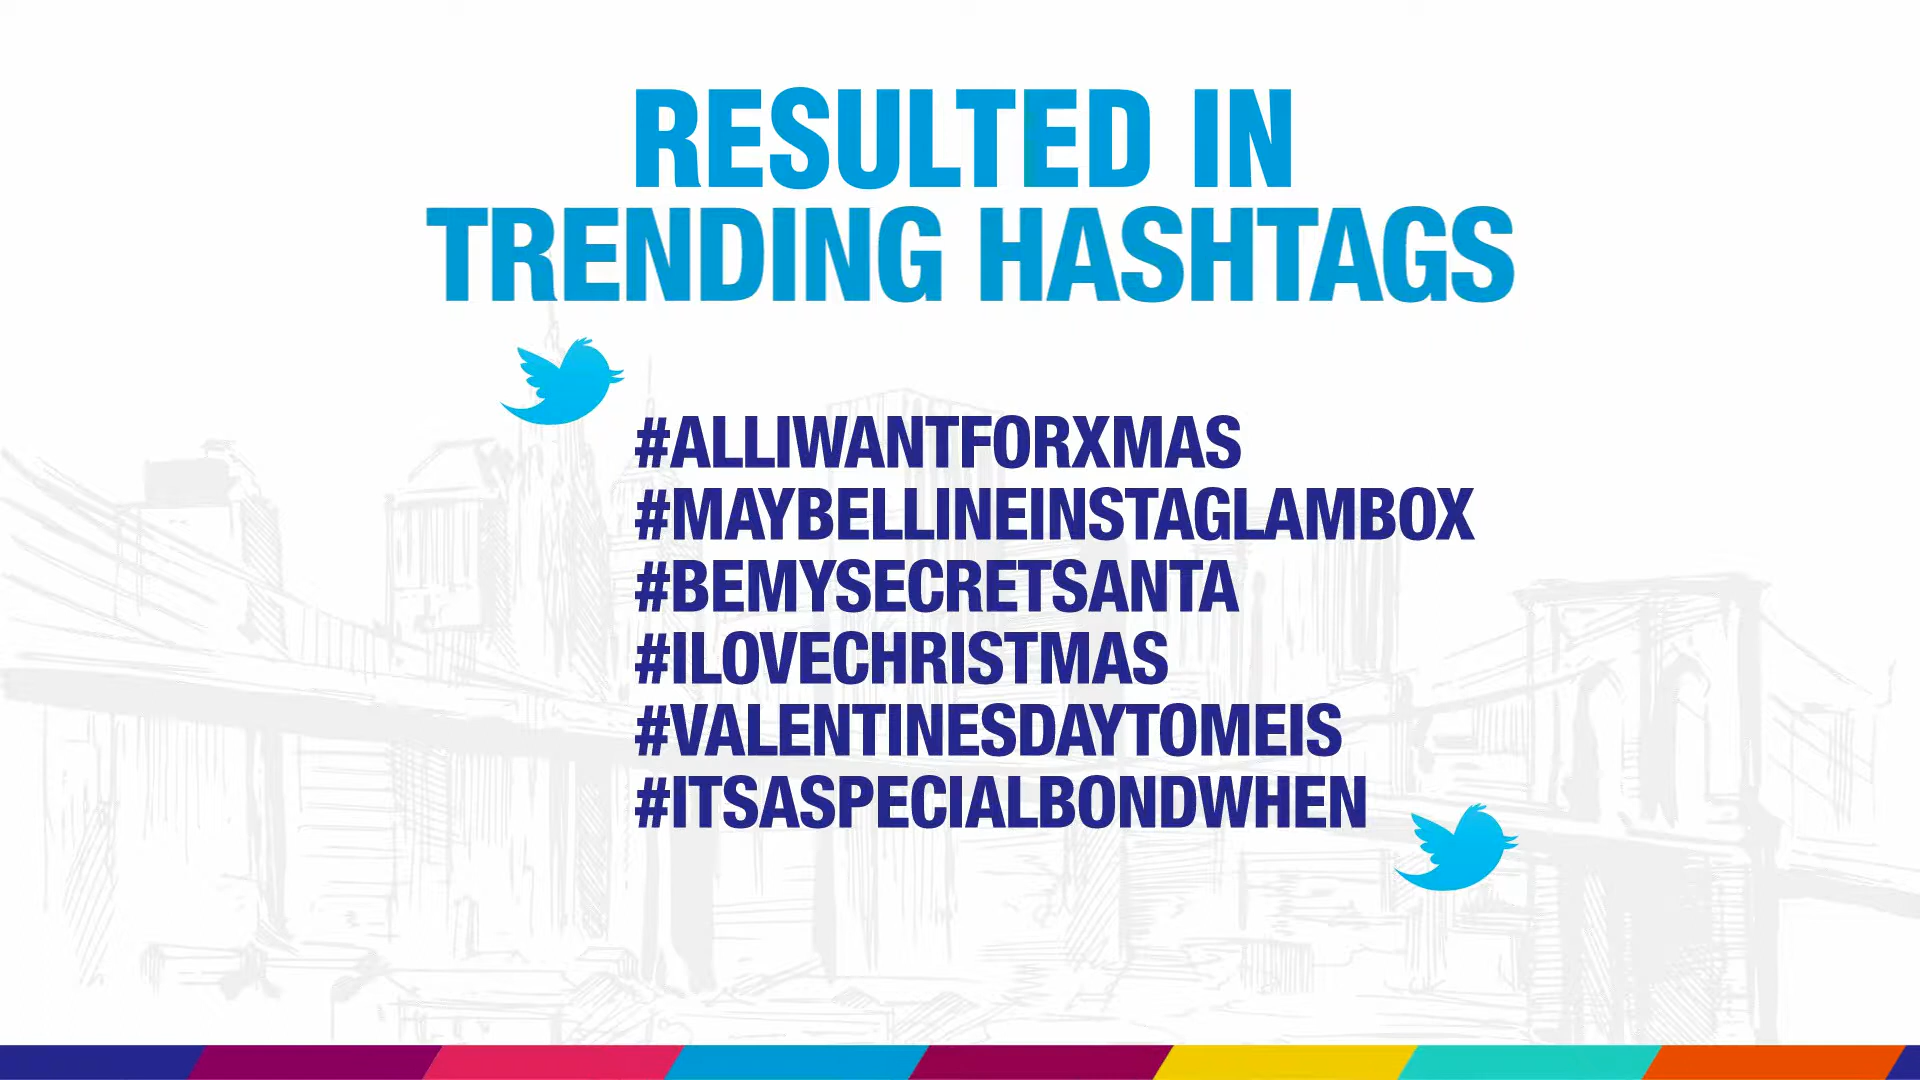 RESULTED IN
TRENDING HASHTAGS
#ALLIWANTFORXMAS
#MAYBELLINEINSTAGLAMBOX
#BEMYSECRETSANTA
#ILOVECHRISTMAS
#VALENTINESDAYTOMEIS
#ITSASPECIALBONDWHEN